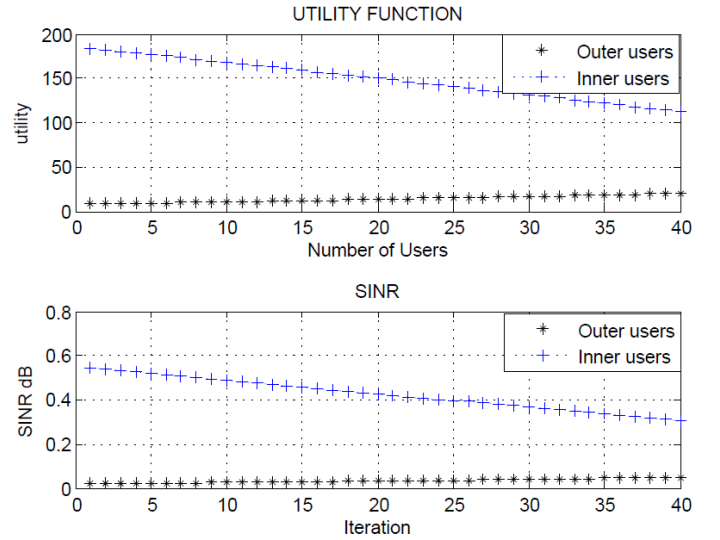 UTILITY FUNCTION
200
150
100
50
0
utility
Outer users
Inner users
0 5 10 15 20 25 30 35 40
Number of Users
SINR
0.8
0.6
0.4
0.2
0
SINR dB
Outer users
Inner users
0 5 10 15 20 25 30 35 40
Iteration